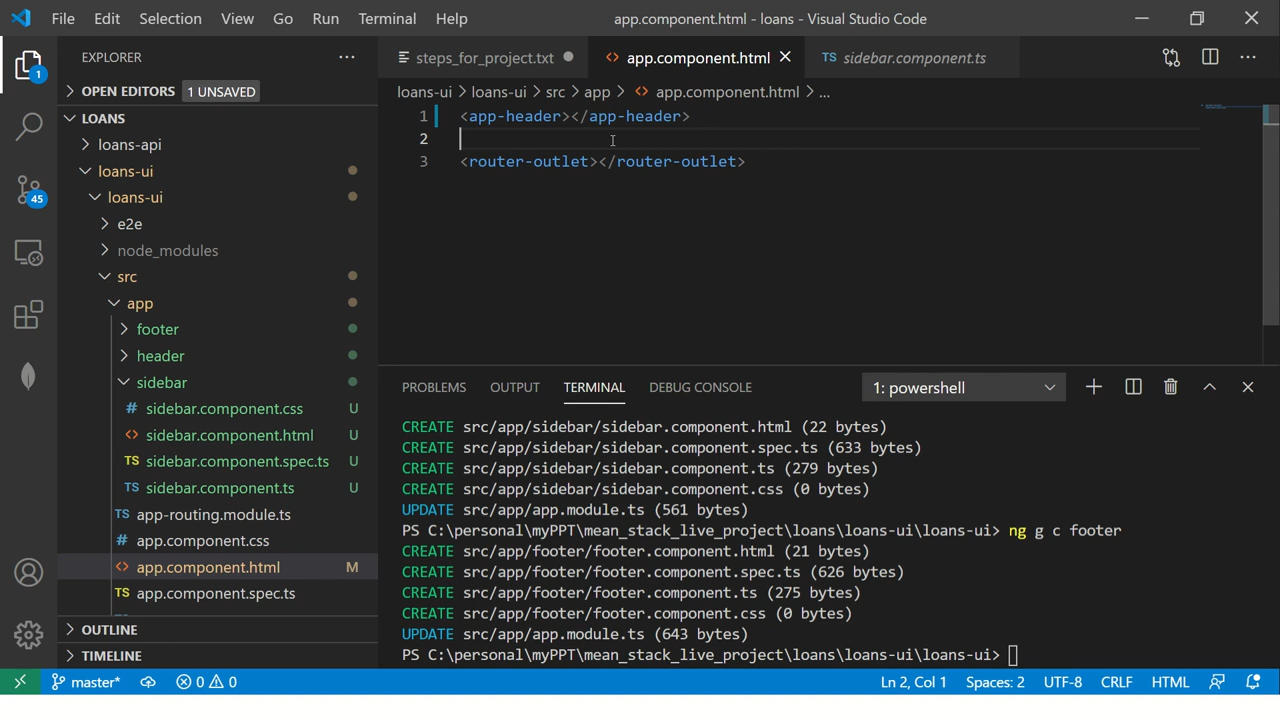 File Edit Selection View Go Run Terminal Help app.component.html - loans - Visual Studio Code
EXPLORER ...
steps_for_project.txt app.component.html TS sidebar.component.ts ...
OPEN EDITORS 1 UNSAVED
loans-ui > loans-ui > src > app > app.component.html > ...
LOANS
loans-api
loans-ui
loans-ui
e2e
node_modules
src
app
footer
header
sidebar
# sidebar.component.css U
<> sidebar.component.html U
TS sidebar.component.spec.ts U
TS sidebar.component.ts U
TS app-routing.module.ts
# app.component.css
<> app.component.html M
TS app.component.spec.ts
OUTLINE
TIMELINE
1
45
1 <app-header></app-header>
2
3 <router-outlet></router-outlet>
PROBLEMS OUTPUT TERMINAL DEBUG CONSOLE 1: powershell
CREATE src/app/sidebar/sidebar.component.html (22 bytes)
CREATE src/app/sidebar/sidebar.component.spec.ts (633 bytes)
CREATE src/app/sidebar/sidebar.component.ts (279 bytes)
CREATE src/app/sidebar/sidebar.component.css (0 bytes)
UPDATE src/app/app.module.ts (561 bytes)
PS C:\personal\myPPT\mean_stack_live_project\loans\loans-ui\loans-ui> ng g c footer
CREATE src/app/footer/footer.component.html (21 bytes)
CREATE src/app/footer/footer.component.spec.ts (626 bytes)
CREATE src/app/footer/footer.component.ts (275 bytes)
CREATE src/app/footer/footer.component.css (0 bytes)
UPDATE src/app/app.module.ts (643 bytes)
PS C:\personal\myPPT\mean_stack_live_project\loans\loans-ui\loans-ui>
master* 0 0 Ln 2, Col 1 Spaces: 2 UTF-8 CRLF HTML